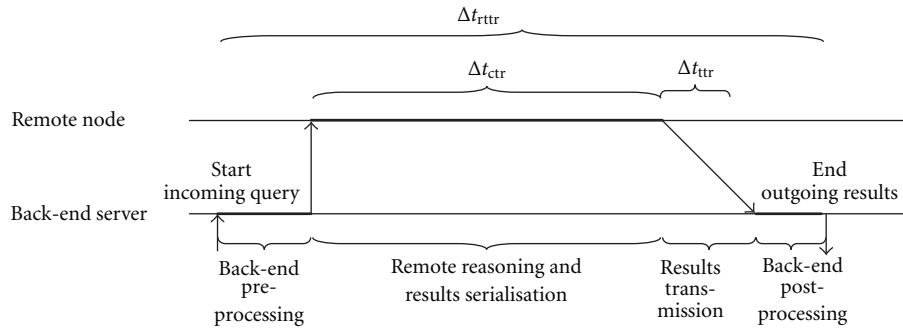 Δt_rttr
Δt_ctr
Δt_ttr
Remote node
Start
incoming query
End
outgoing results
Back-end server
Back-end
pre-
processing
Remote reasoning and
results serialisation
Results
trans-
mission
Back-end
post-
processing